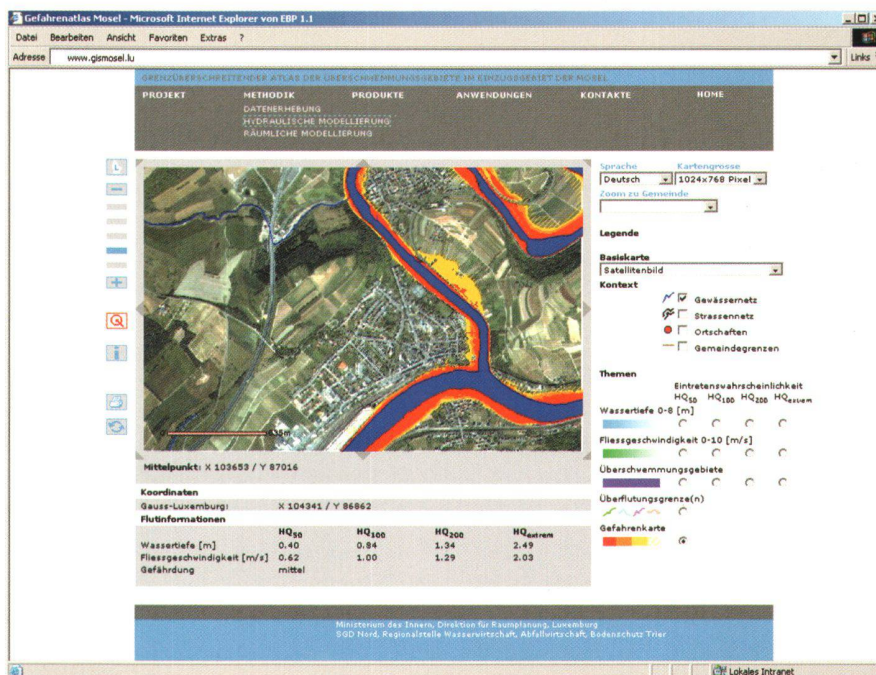 Gefahrenatlas Mosel - Microsoft Internet Explorer von EBP 1.1
Datei Bearbeiten Ansicht Favoriten Extras ?
Adresse www.gismosel.lu Links
GRENZÜBERSCHREITENDER ATLAS DER ÜBERSCHWEMMUNGSGEBIETE IM EINZUGSGEBIET DER MOSEL
PROJEKT METHODIK PRODUKTE ANWENDUNGEN KONTAKTE HOME
DATENERHEBUNG
HYDRAULISCHE MODELLIERUNG
RÄUMLICHE MODELLIERUNG
L
Sprache Kartengrosse
Deutsch 1024x768 Pixel
Zoom zu Gemeinde
Legende
Basiskarte
Satellitenbild
Kontext
Gewässernetz
Strassennetz
Ortschaften
Gemeindegrenzen
Themen
Eintretenswahrscheinlichkeit
HQ50 HQ100 HQ200 HQextrem
Wassertiefe 0-8 [m]
Fliessgeschwindigkeit 0-10 [m/s]
Überschwemmungsgebiete
Überflutungsgrenze(n)
Gefahrenkarte
Mittelpunkt: X 103653 / Y 87016
Koordinaten
Gauss-Luxemburg: X 104341 / Y 86862
Flutinformationen
HQ50 HQ100 HQ200 HQextrem
Wassertiefe [m] 0.40 0.84 1.34 2.49
Fliessgeschwindigkeit [m/s] 0.62 1.00 1.29 2.03
Gefährdung mittel
Ministerium des Innern, Direktion für Raumplanung, Luxemburg
SGD Nord, Regionalstelle Wasserwirtschaft, Abfallwirtschaft, Bodenschutz Trier
Lokales Intranet